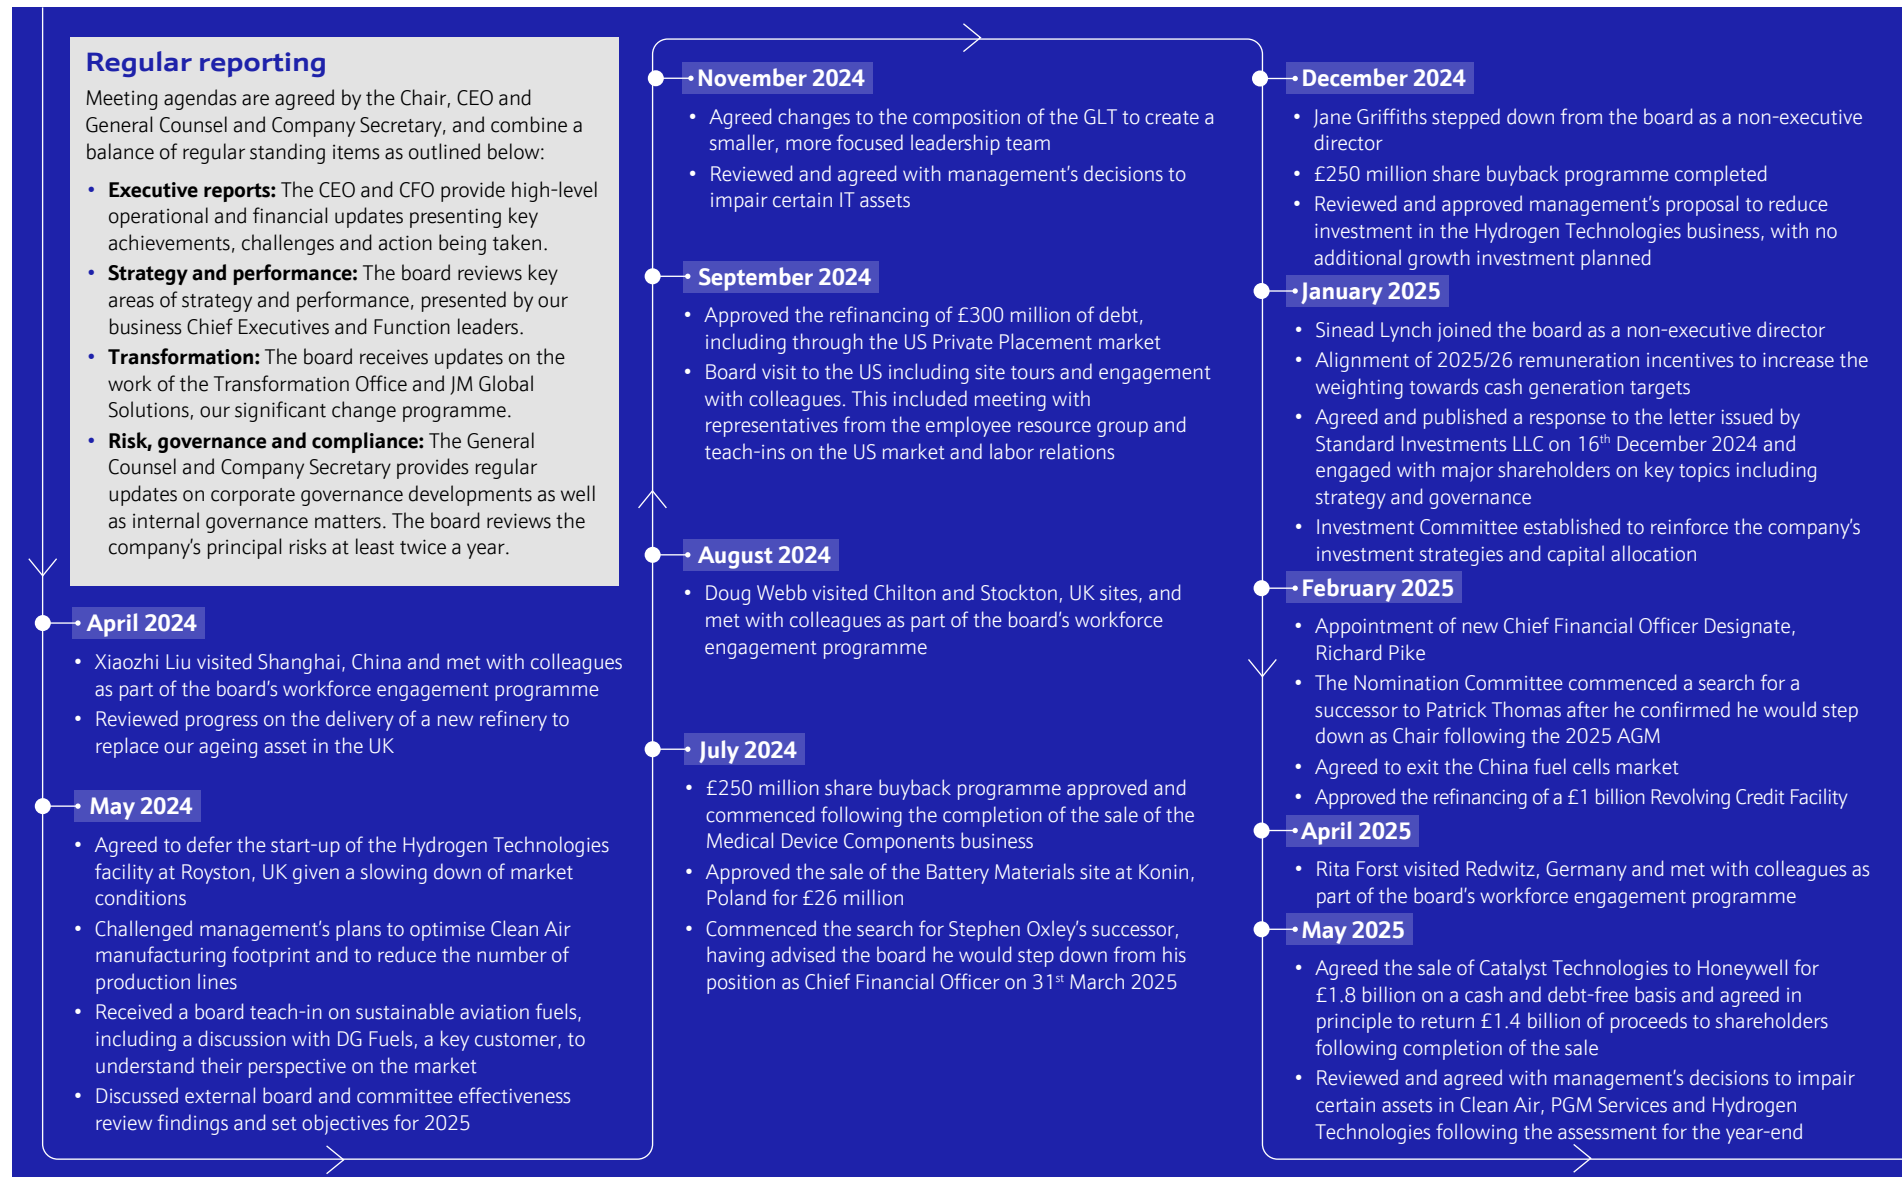 Regular reporting
Meeting agendas are agreed by the Chair, CEO and
General Counsel and Company Secretary, and combine a
balance of regular standing items as outlined below:
• Executive reports: The CEO and CFO provide high-level
operational and financial updates presenting key
achievements, challenges and action being taken.
• Strategy and performance: The board reviews key
areas of strategy and performance, presented by our
business Chief Executives and Function leaders.
• Transformation: The board receives updates on the
work of the Transformation Office and JM Global
Solutions, our significant change programme.
• Risk, governance and compliance: The General
Counsel and Company Secretary provides regular
updates on corporate governance developments as well
as internal governance matters. The board reviews the
company's principal risks at least twice a year.
April 2024
• Xiaozhi Liu visited Shanghai, China and met with colleagues
as part of the board's workforce engagement programme
• Reviewed progress on the delivery of a new refinery to
replace our ageing asset in the UK
May 2024
• Agreed to defer the start-up of the Hydrogen Technologies
facility at Royston, UK given a slowing down of market
conditions
• Challenged management's plans to optimise Clean Air
manufacturing footprint and to reduce the number of
production lines
• Received a board teach-in on sustainable aviation fuels,
including a discussion with DG Fuels, a key customer, to
understand their perspective on the market
• Discussed external board and committee effectiveness
review findings and set objectives for 2025
July 2024
• £250 million share buyback programme approved and
commenced following the completion of the sale of the
Medical Device Components business
• Approved the sale of the Battery Materials site at Konin,
Poland for £26 million
• Commenced the search for Stephen Oxley's successor,
having advised the board he would step down from his
position as Chief Financial Officer on 31st March 2025
August 2024
• Doug Webb visited Chilton and Stockton, UK sites, and
met with colleagues as part of the board's workforce
engagement programme
September 2024
• Approved the refinancing of £300 million of debt,
including through the US Private Placement market
• Board visit to the US including site tours and engagement
with colleagues. This included meeting with
representatives from the employee resource group and
teach-ins on the US market and labor relations
November 2024
• Agreed changes to the composition of the GLT to create a
smaller, more focused leadership team
• Reviewed and agreed with management's decisions to
impair certain IT assets
December 2024
• Jane Griffiths stepped down from the board as a non-executive
director
• £250 million share buyback programme completed
• Reviewed and approved management's proposal to reduce
investment in the Hydrogen Technologies business, with no
additional growth investment planned
January 2025
• Sinead Lynch joined the board as a non-executive director
• Alignment of 2025/26 remuneration incentives to increase the
weighting towards cash generation targets
• Agreed and published a response to the letter issued by
Standard Investments LLC on 16th December 2024 and
engaged with major shareholders on key topics including
strategy and governance
• Investment Committee established to reinforce the company's
investment strategies and capital allocation
February 2025
• Appointment of new Chief Financial Officer Designate,
Richard Pike
• The Nomination Committee commenced a search for a
successor to Patrick Thomas after he confirmed he would step
down as Chair following the 2025 AGM
• Agreed to exit the China fuel cells market
• Approved the refinancing of a £1 billion Revolving Credit Facility
April 2025
• Rita Forst visited Redwitz, Germany and met with colleagues as
part of the board's workforce engagement programme
May 2025
• Agreed the sale of Catalyst Technologies to Honeywell for
£1.8 billion on a cash and debt-free basis and agreed in
principle to return £1.4 billion of proceeds to shareholders
following completion of the sale
• Reviewed and agreed with management's decisions to impair
certain assets in Clean Air, PGM Services and Hydrogen
Technologies following the assessment for the year-end